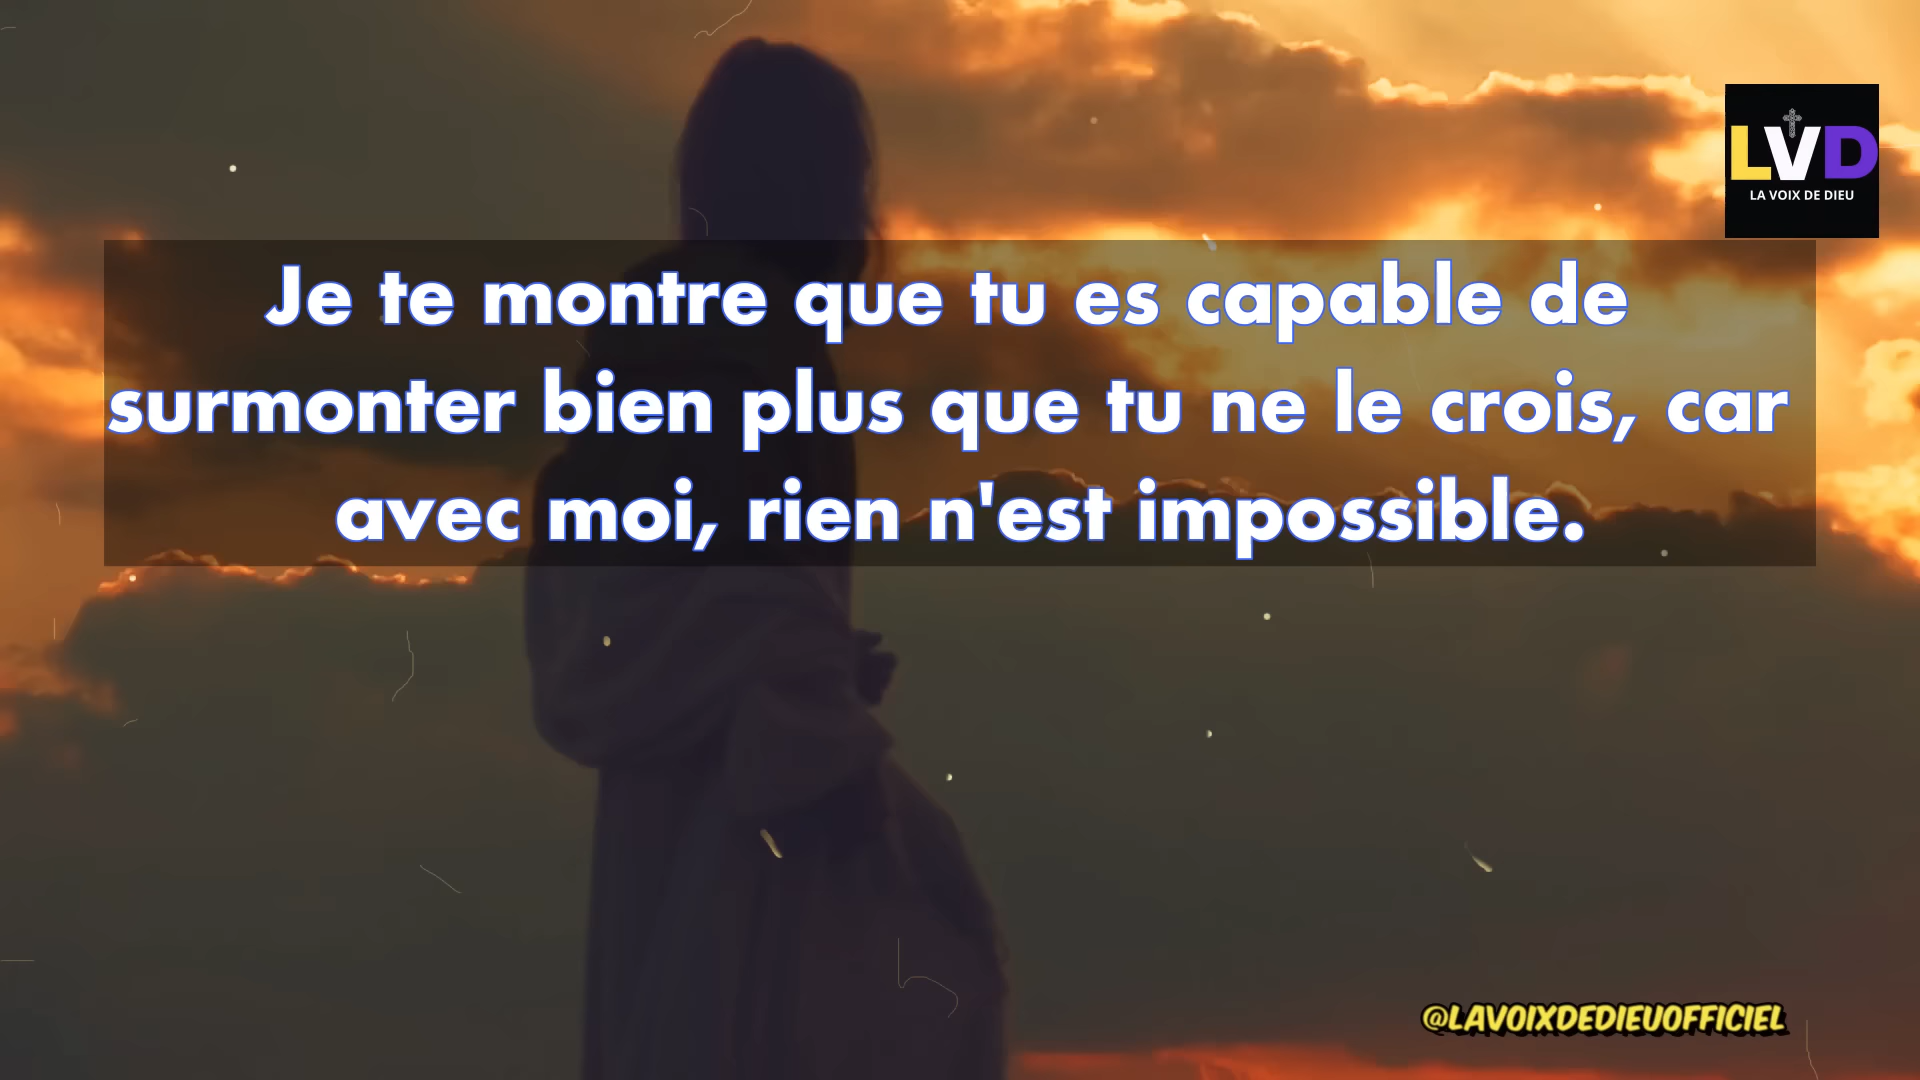 LVD
LA VOIX DE DIEU
Je te montre que tu es capable de
surmonter bien plus que tu ne le crois, car
avec moi, rien n'est impossible.
@LAVOIXDEDIEUOFFICIEL